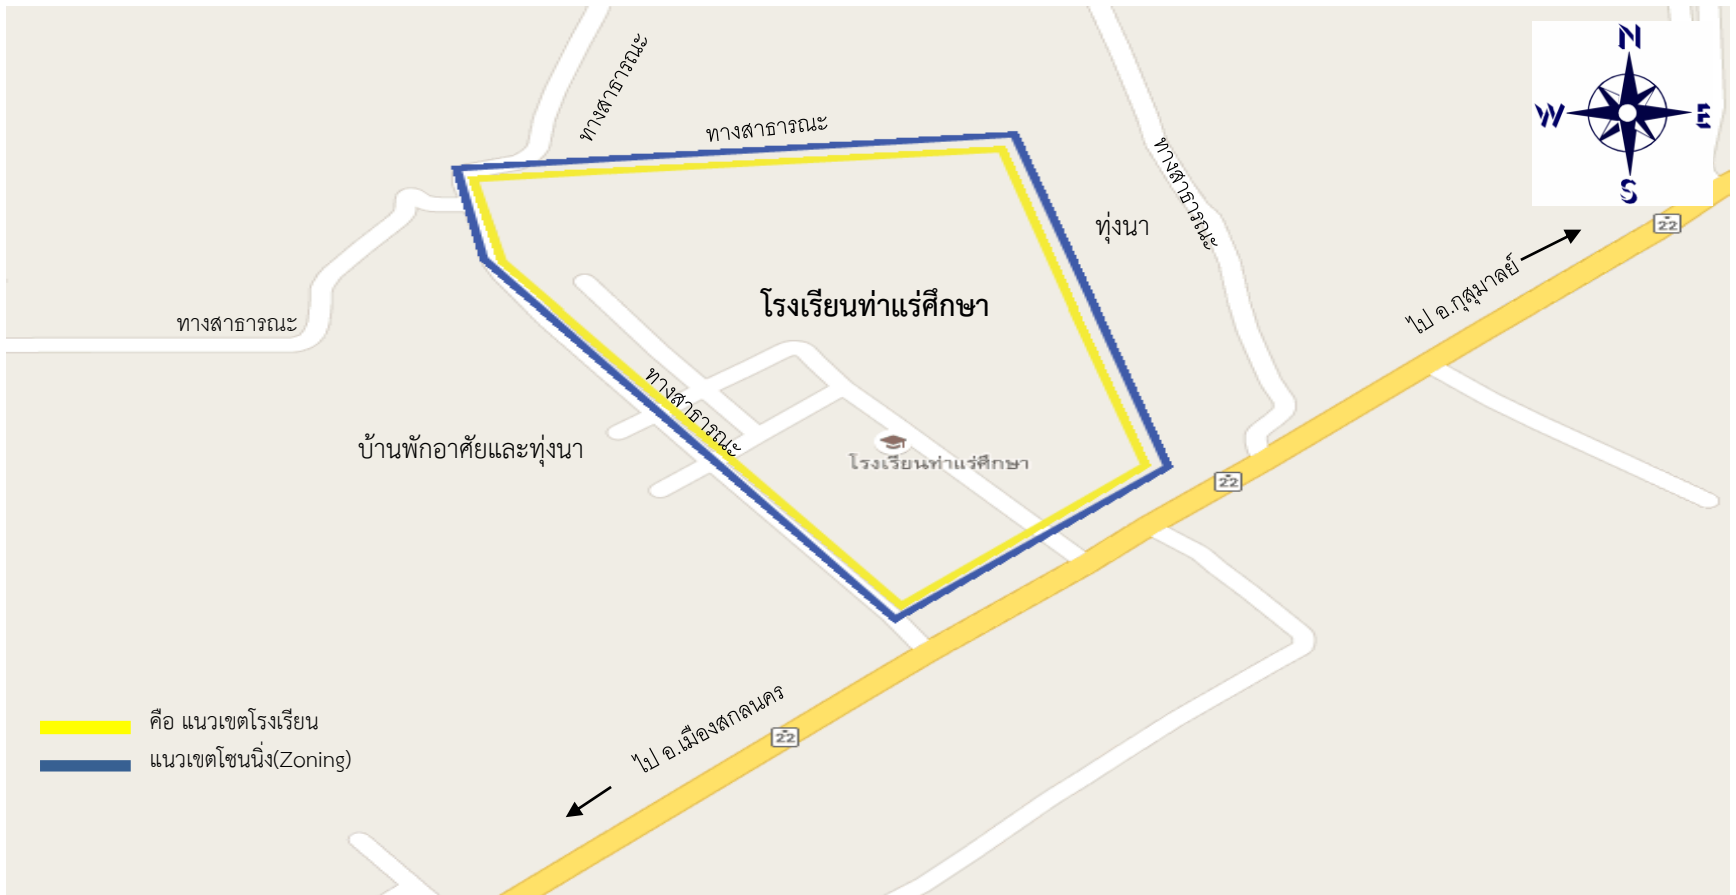 N
W
E
S
ทางสาธารณะ
ทางสาธารณะ
ทางสาธารณะ
ทุ่งนา
22
ไป อ.กุสุมาลย์
โรงเรียนท่าแร่ศึกษา
ทางสาธารณะ
ทางสาธารณะ
บ้านพักอาศัยและทุ่งนา
โรงเรียนท่าแร่ศึกษา
22
ไป อ.เมืองสกลนคร
22
คือ แนวเขตโรงเรียน
แนวเขตโซนนิ่ง(Zoning)